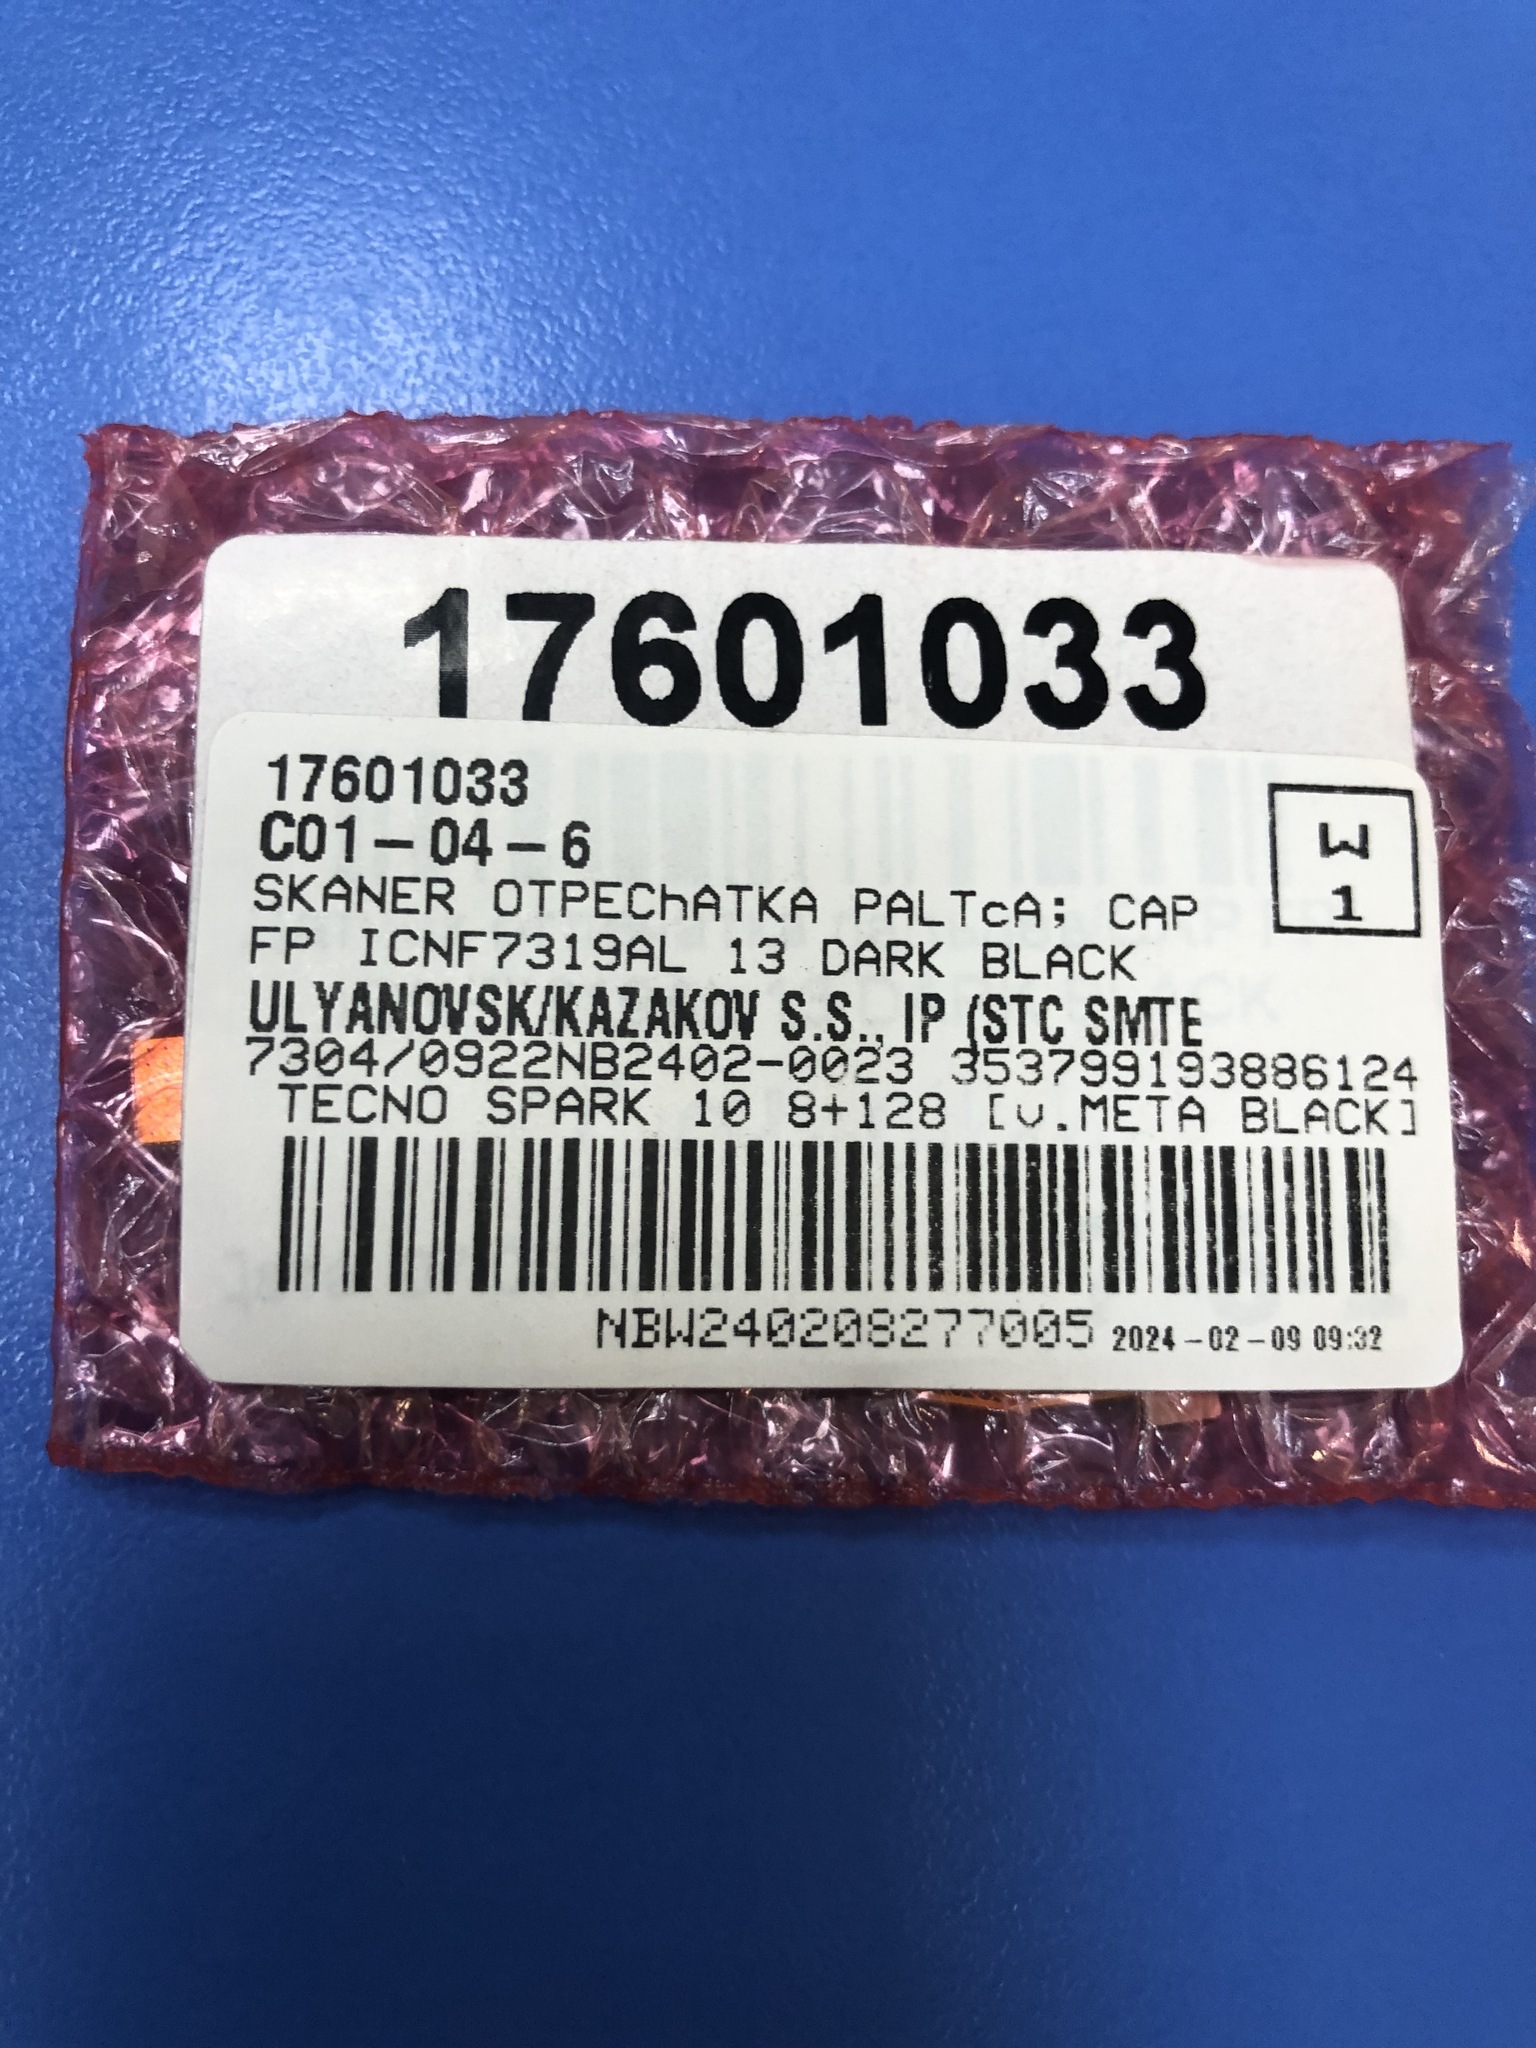 17601033
17601033
C01-04-6
W
1
SKANER OTPEChATKA PALTcA; CAP
FP ICNF7319AL 13 DARK BLACK
ULYANOVSK/KAZAKOV S.S., IP (STC SMTE
7304/0922NB2402-0023 353799193886124
TECNO SPARK 10 8+128 [v.META BLACK]
NBW240208277005 2024-02-09 09:32